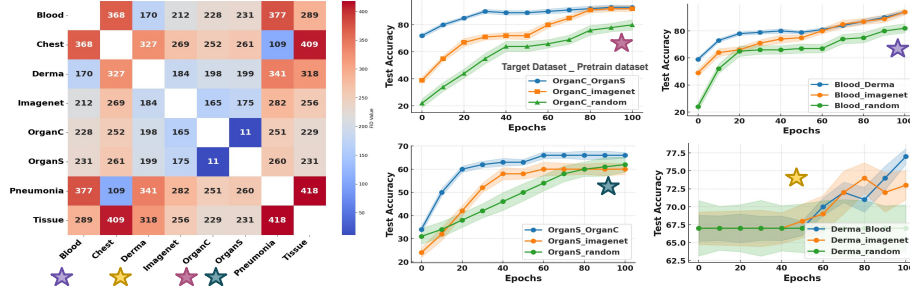 Blood 368 170 212 228 231 377 289
Chest 368 327 269 252 261 109 409
Derma 170 327 184 198 199 341 318
Imagenet 212 269 184 165 175 282 256
OrganC 228 252 198 165 11 251 229
OrganS 231 261 199 175 11 260 231
Pneumonia 377 109 341 282 251 260 418
Tissue 289 409 318 256 229 231 418
Blood Chest Derma Imagenet OrganC OrganS Pneumonia Tissue
400
350
300
250
200
150
100
50
FID Value
Test Accuracy
80
60
40
20
0 20 40 60 80 100
Epochs
Target Dataset _ Pretrain dataset
OrganC_OrganS
OrganC_imagenet
OrganC_random
Test Accuracy
80
60
40
20
0 20 40 60 80 100
Epochs
Blood_Derma
Blood_imagenet
Blood_random
Test Accuracy
70
60
50
40
30
20
0 20 40 60 80 100
Epochs
OrganS_OrganC
OrganS_imagenet
OrganS_random
Test Accuracy
77.5
75.0
72.5
70.0
67.5
65.0
62.5
0 20 40 60 80 100
Epochs
Derma_Blood
Derma_imagenet
Derma_random